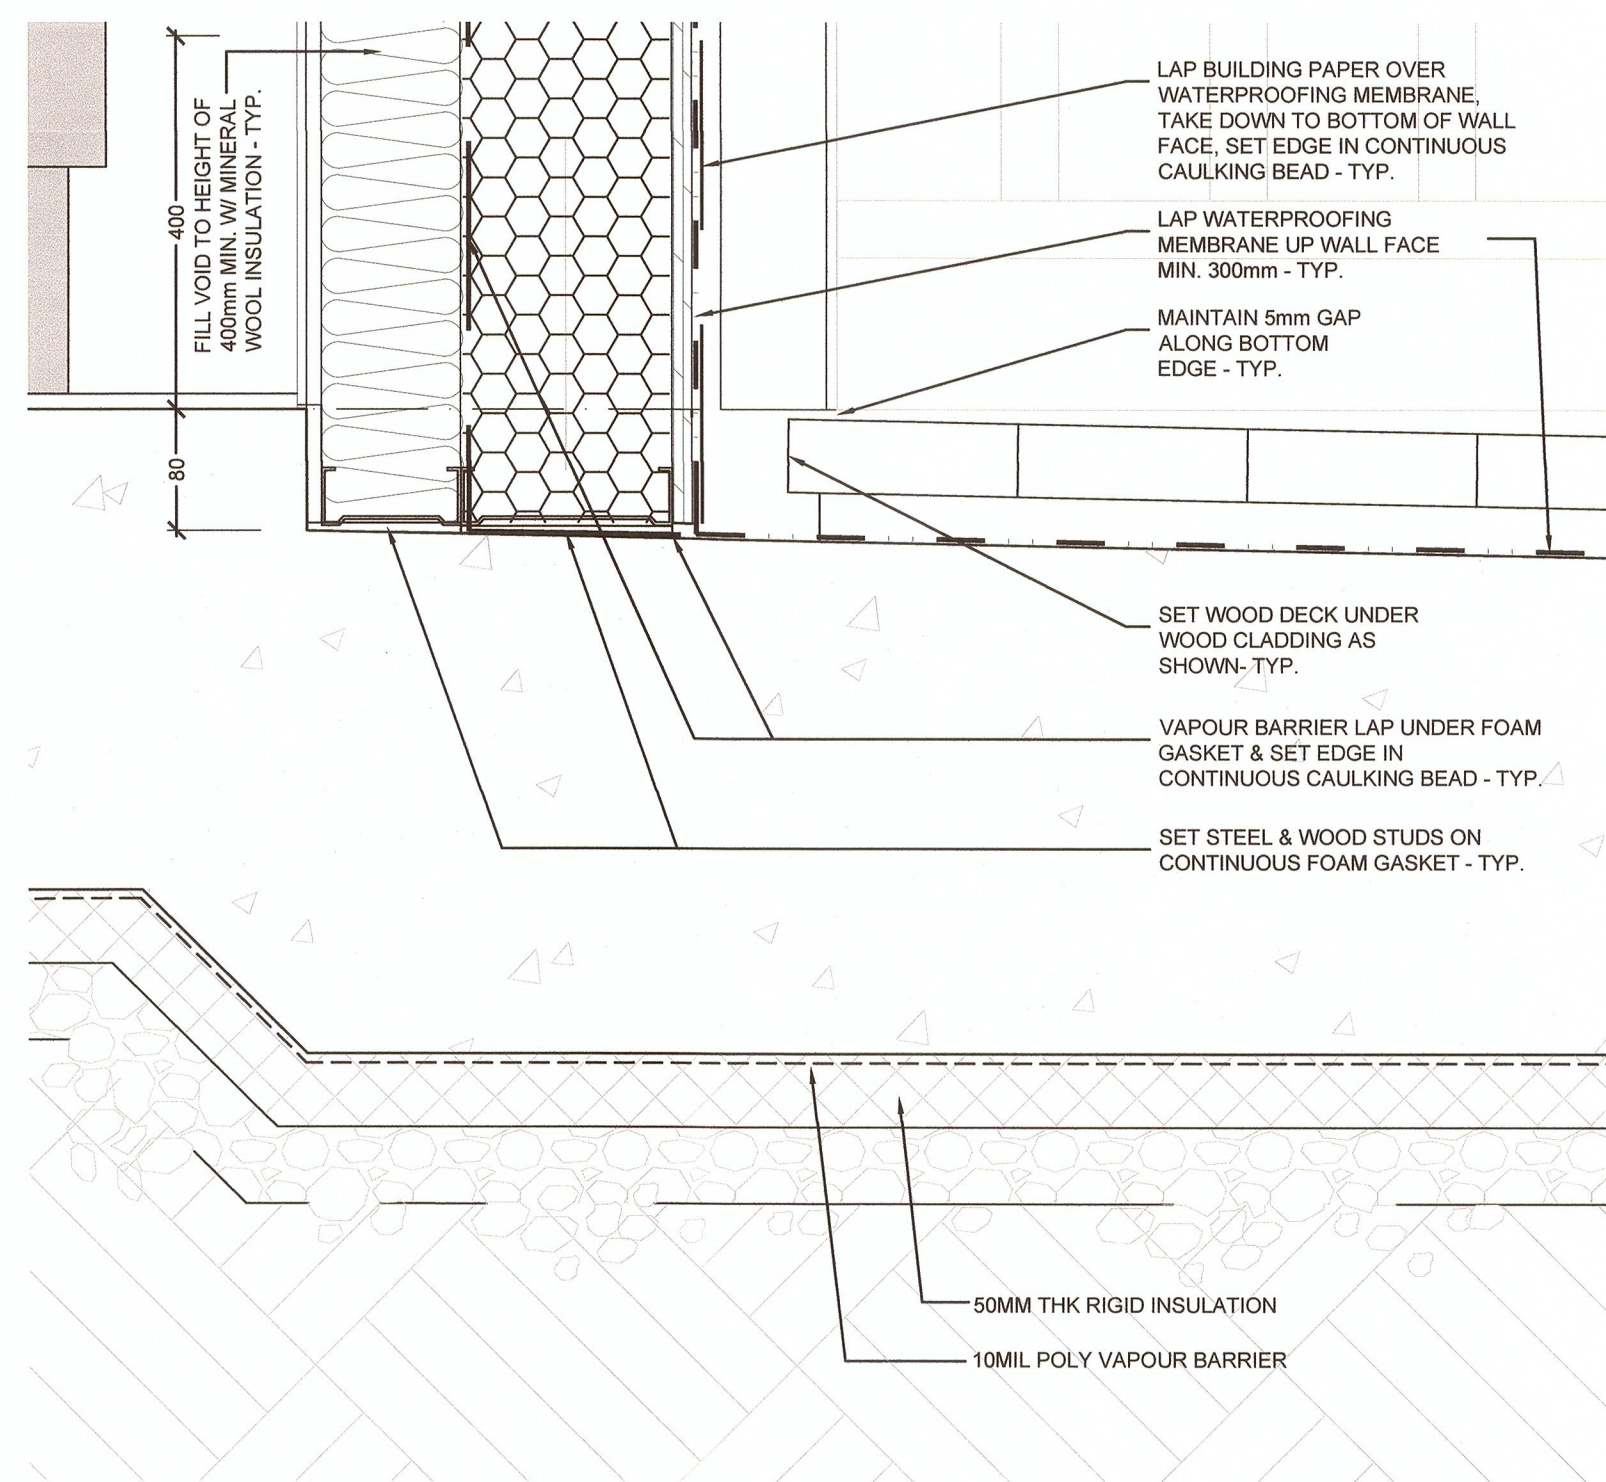 FILL VOID TO HEIGHT OF
400mm MIN. W/ MINERAL
WOOL INSULATION - TYP.
400
80
LAP BUILDING PAPER OVER
WATERPROOFING MEMBRANE,
TAKE DOWN TO BOTTOM OF WALL
FACE, SET EDGE IN CONTINUOUS
CAULKING BEAD - TYP.
LAP WATERPROOFING
MEMBRANE UP WALL FACE
MIN. 300mm - TYP.
MAINTAIN 5mm GAP
ALONG BOTTOM
EDGE - TYP.
SET WOOD DECK UNDER
WOOD CLADDING AS
SHOWN- TYP.
VAPOUR BARRIER LAP UNDER FOAM
GASKET & SET EDGE IN
CONTINUOUS CAULKING BEAD - TYP.
SET STEEL & WOOD STUDS ON
CONTINUOUS FOAM GASKET - TYP.
50MM THK RIGID INSULATION
10MIL POLY VAPOUR BARRIER